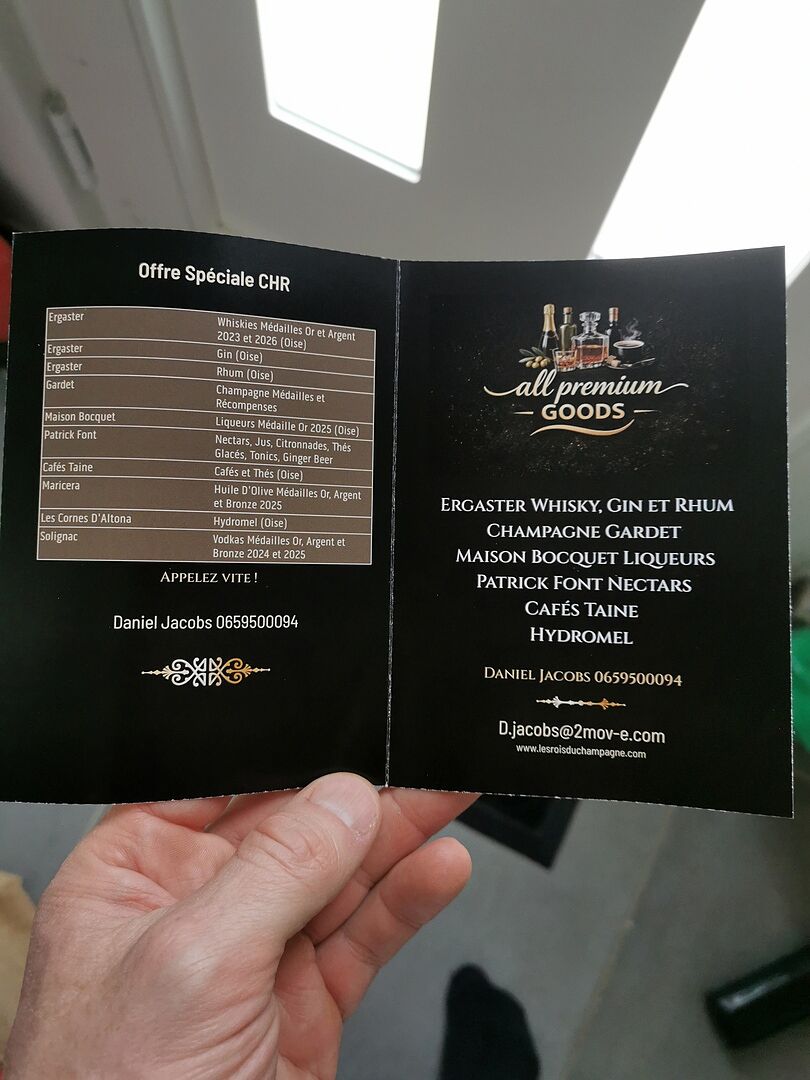 Offre Spéciale CHR
Ergaster
Whiskies Médailles Or et Argent
2023 et 2026 (Oise)
Ergaster
Gin (Oise)
Ergaster
Rhum (Oise)
Gardet
Champagne Médailles et
Récompenses
Maison Bocquet
Liqueurs Médaille Or 2025 (Oise)
Patrick Font
Nectars, Jus, Citronnades, Thés
Glacés, Tonics, Ginger Beer
Cafés Taine
Cafés et Thés (Oise)
Maricera
Huile D'Olive Médailles Or, Argent
et Bronze 2025
Les Cornes D'Altona
Hydromel (Oise)
Solignac
Vodkas Médailles Or, Argent et
Bronze 2024 et 2025
Appelez vite !
Daniel Jacobs 0659500094
all premium
GOODS
Ergaster Whisky, Gin et Rhum
Champagne Gardet
Maison Bocquet Liqueurs
Patrick Font Nectars
Cafés Taine
Hydromel
Daniel Jacobs 0659500094
D.jacobs@2mov-e.com
www.lesroisduchampagne.com